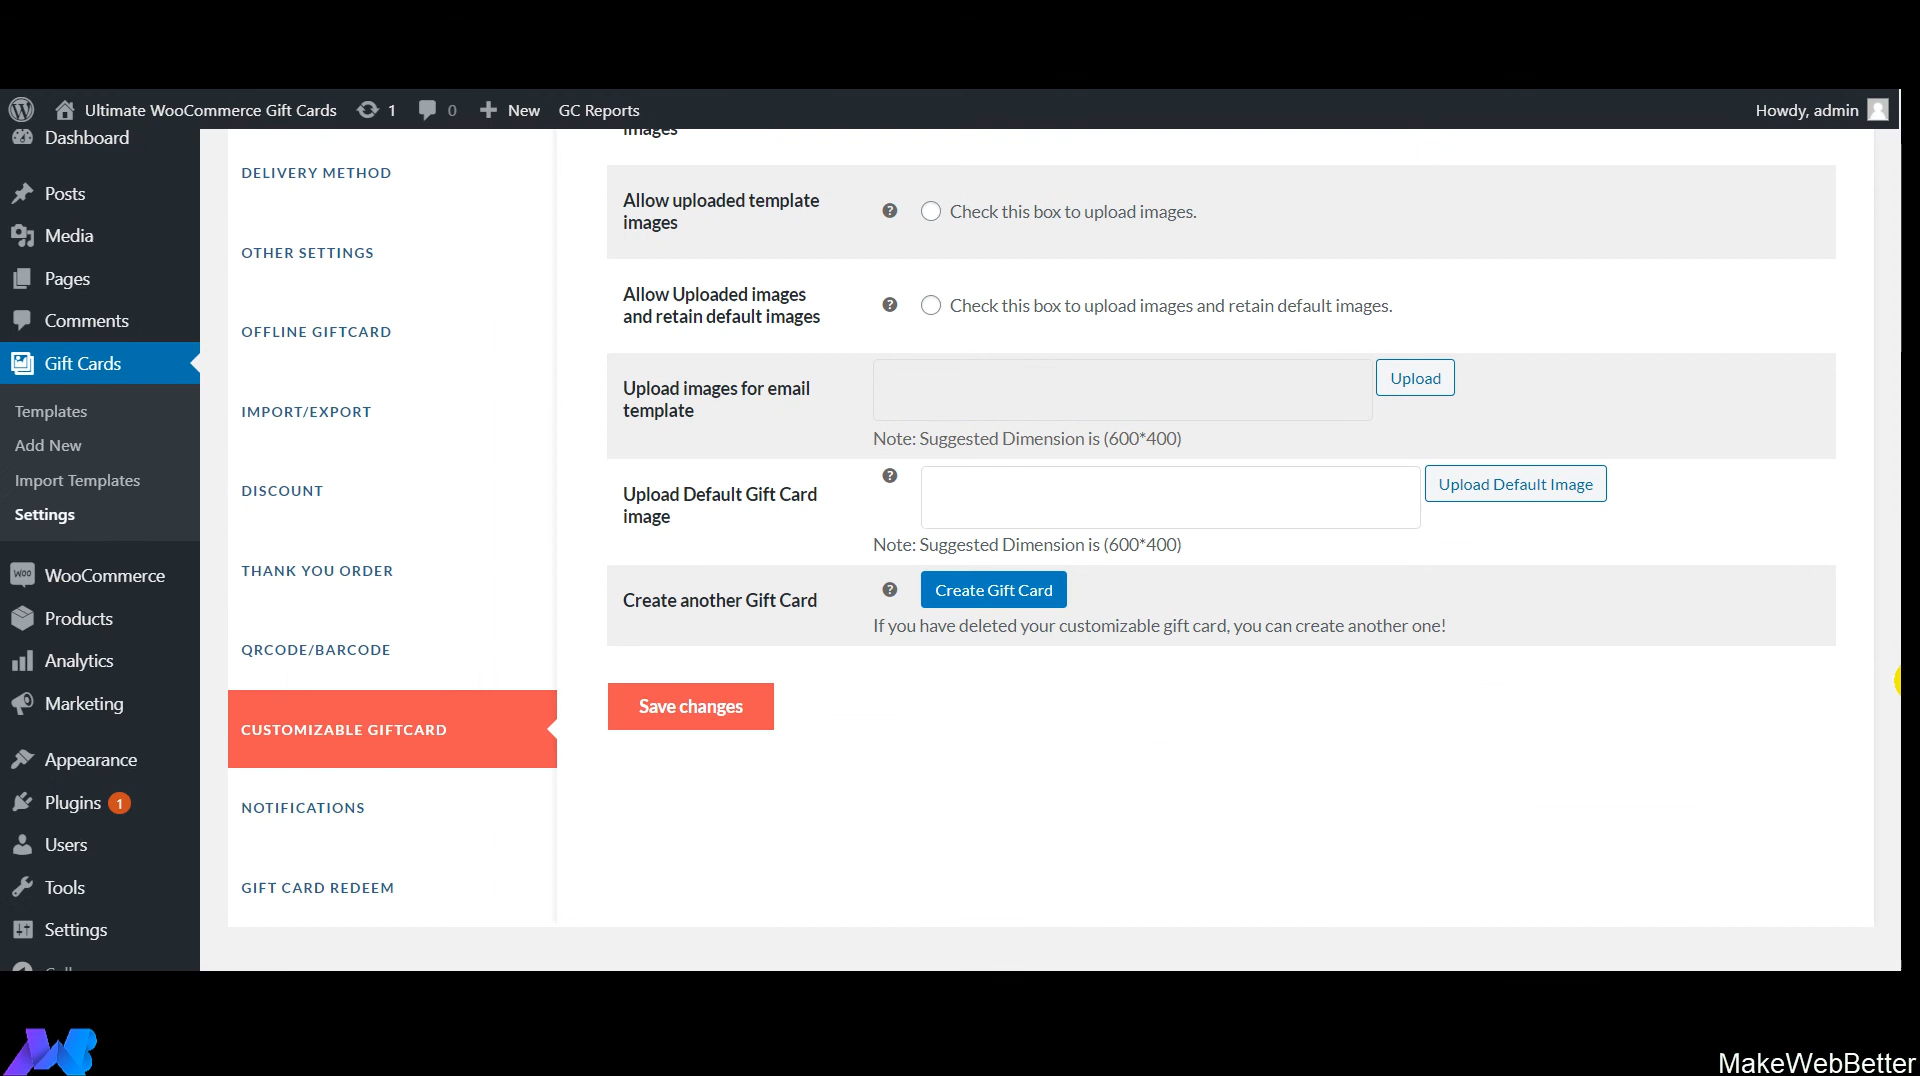 Ultimate WooCommerce Gift Cards 1 0 New GC Reports Howdy, admin
Dashboard
Posts
Media
Pages
Comments
Gift Cards
Templates
Add New
Import Templates
Settings
WooCommerce
Products
Analytics
Marketing
Appearance
Plugins 1
Users
Tools
Settings
DELIVERY METHOD
OTHER SETTINGS
OFFLINE GIFTCARD
IMPORT/EXPORT
DISCOUNT
THANK YOU ORDER
QRCODE/BARCODE
CUSTOMIZABLE GIFTCARD
NOTIFICATIONS
GIFT CARD REDEEM
images
Allow uploaded template
images
Check this box to upload images.
Allow Uploaded images
and retain default images
Check this box to upload images and retain default images.
Upload images for email
template
Upload
Note: Suggested Dimension is (600*400)
Upload Default Gift Card
image
Upload Default Image
Note: Suggested Dimension is (600*400)
Create another Gift Card
Create Gift Card
If you have deleted your customizable gift card, you can create another one!
Save changes
MakeWebBetter